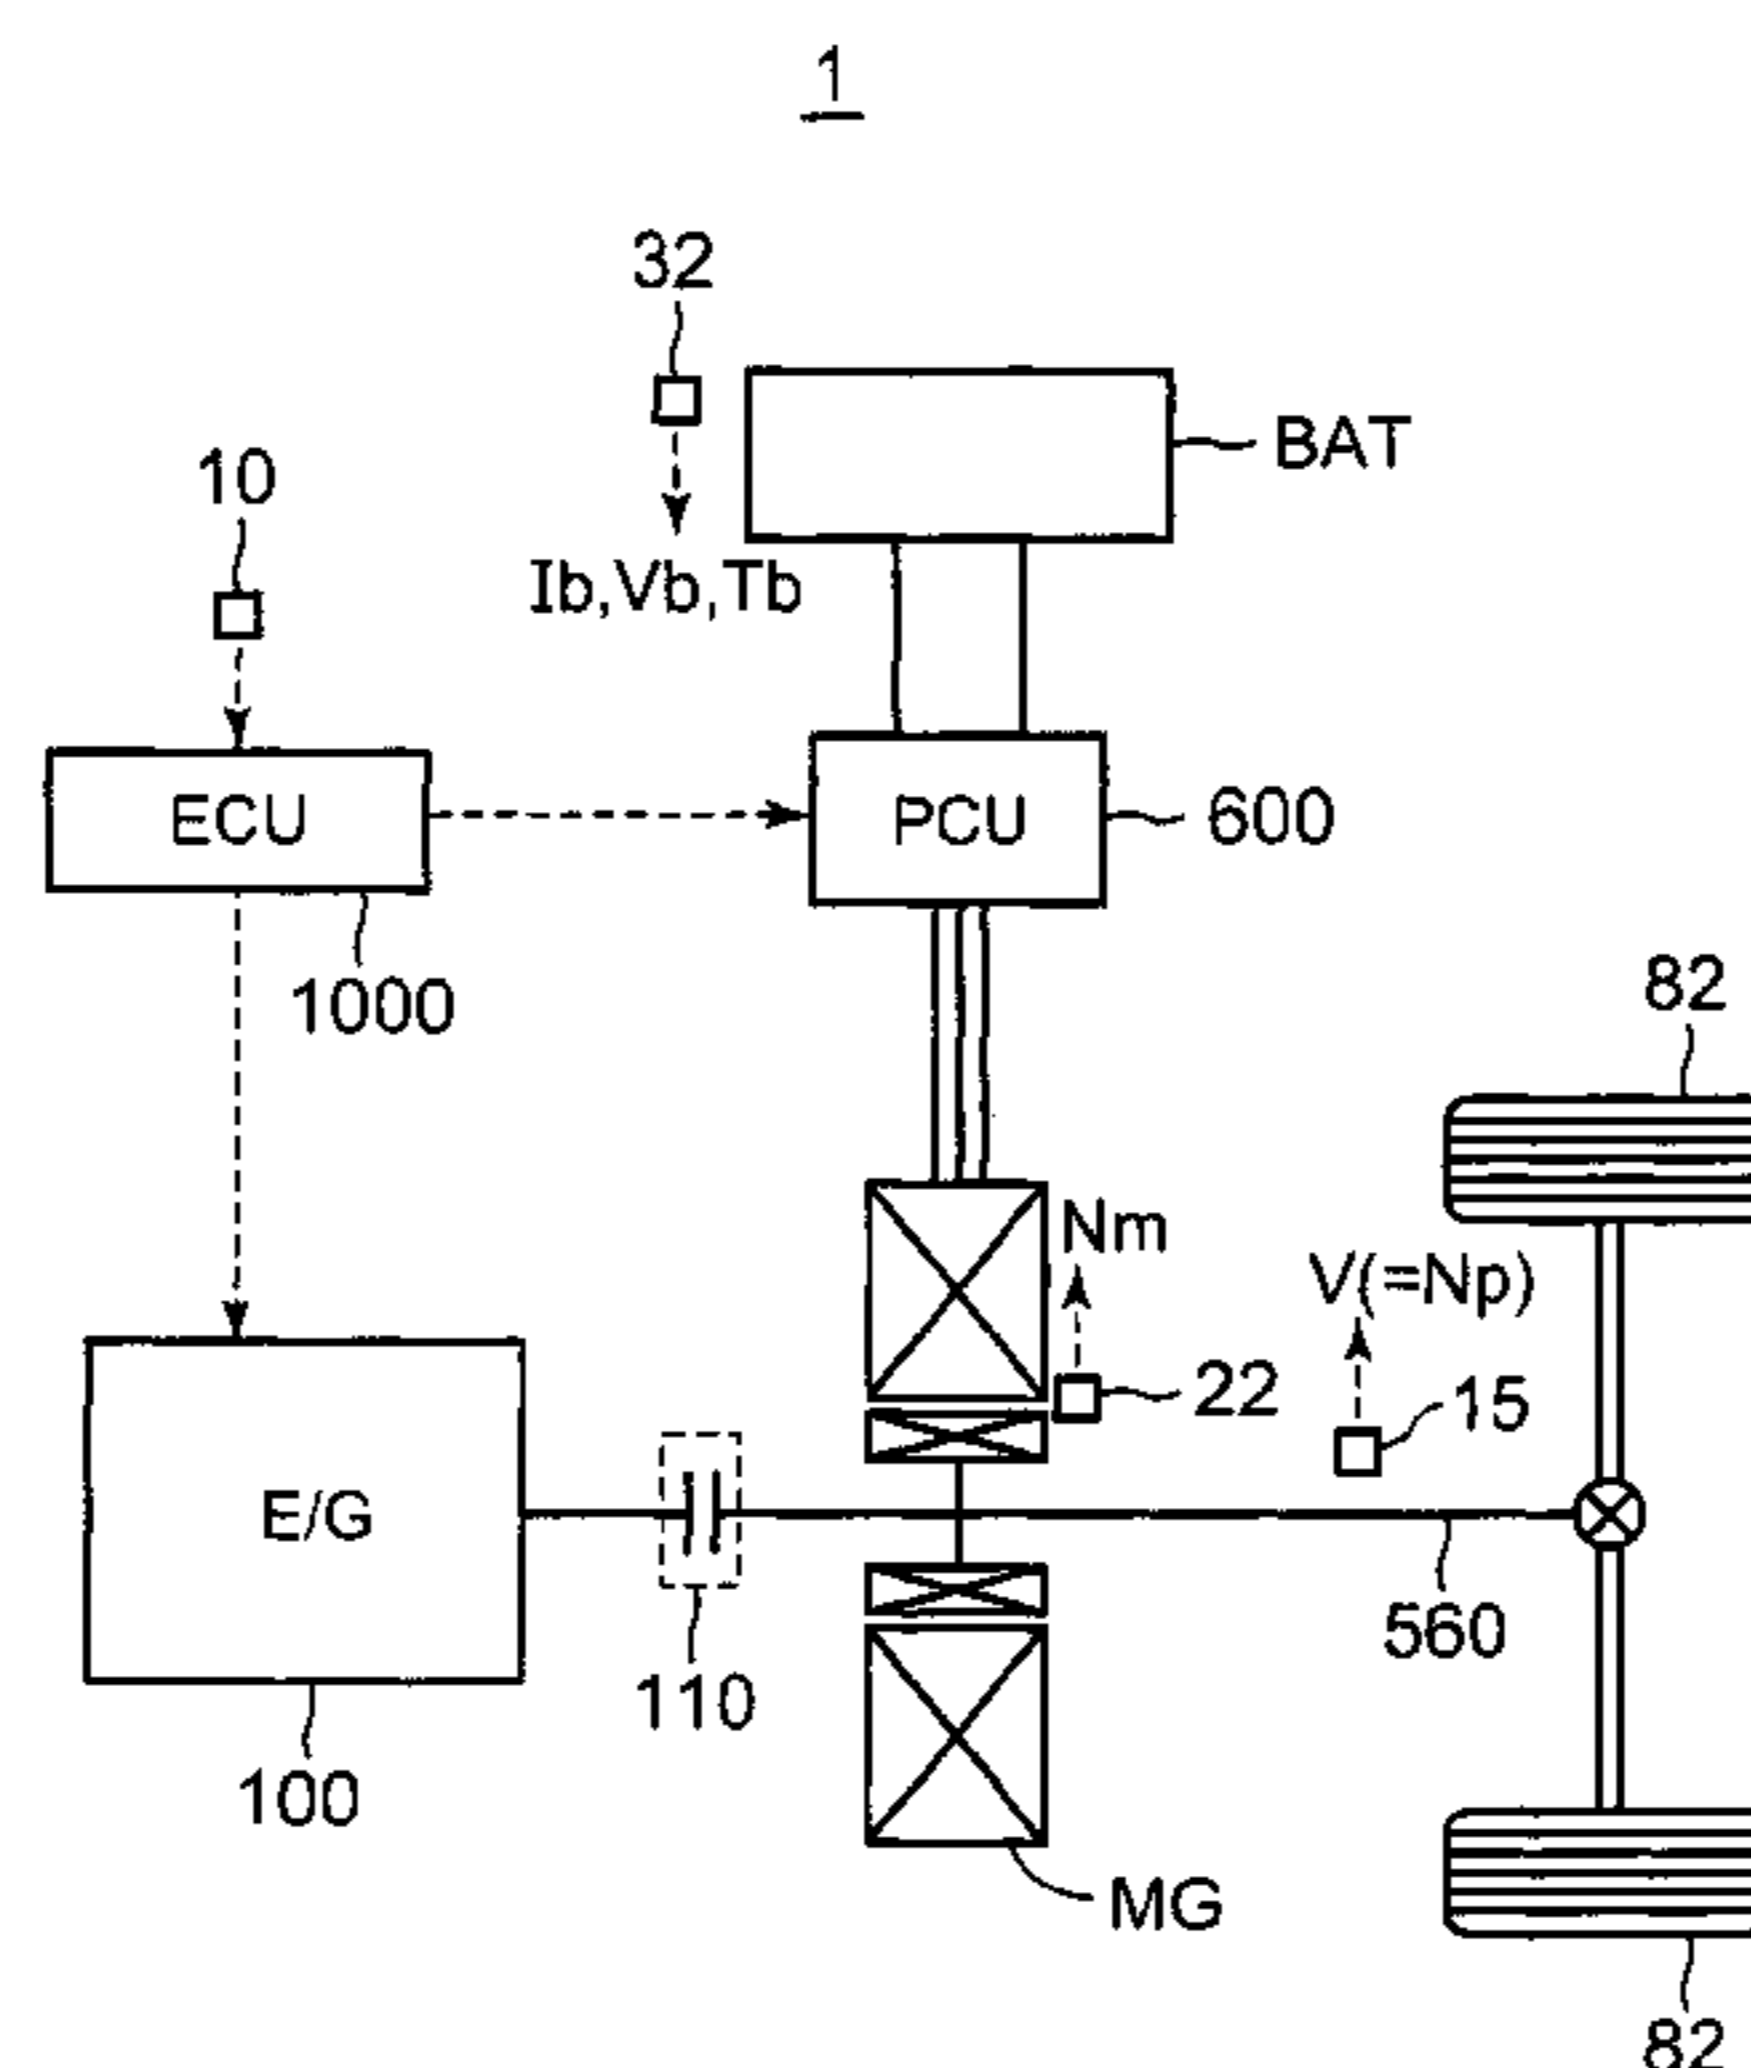 1
32
BAT
10
Ib,Vb,Tb
ECU
PCU
600
1000
82
Nm
V(=Np)
22
15
E/G
560
110
100
MG
82